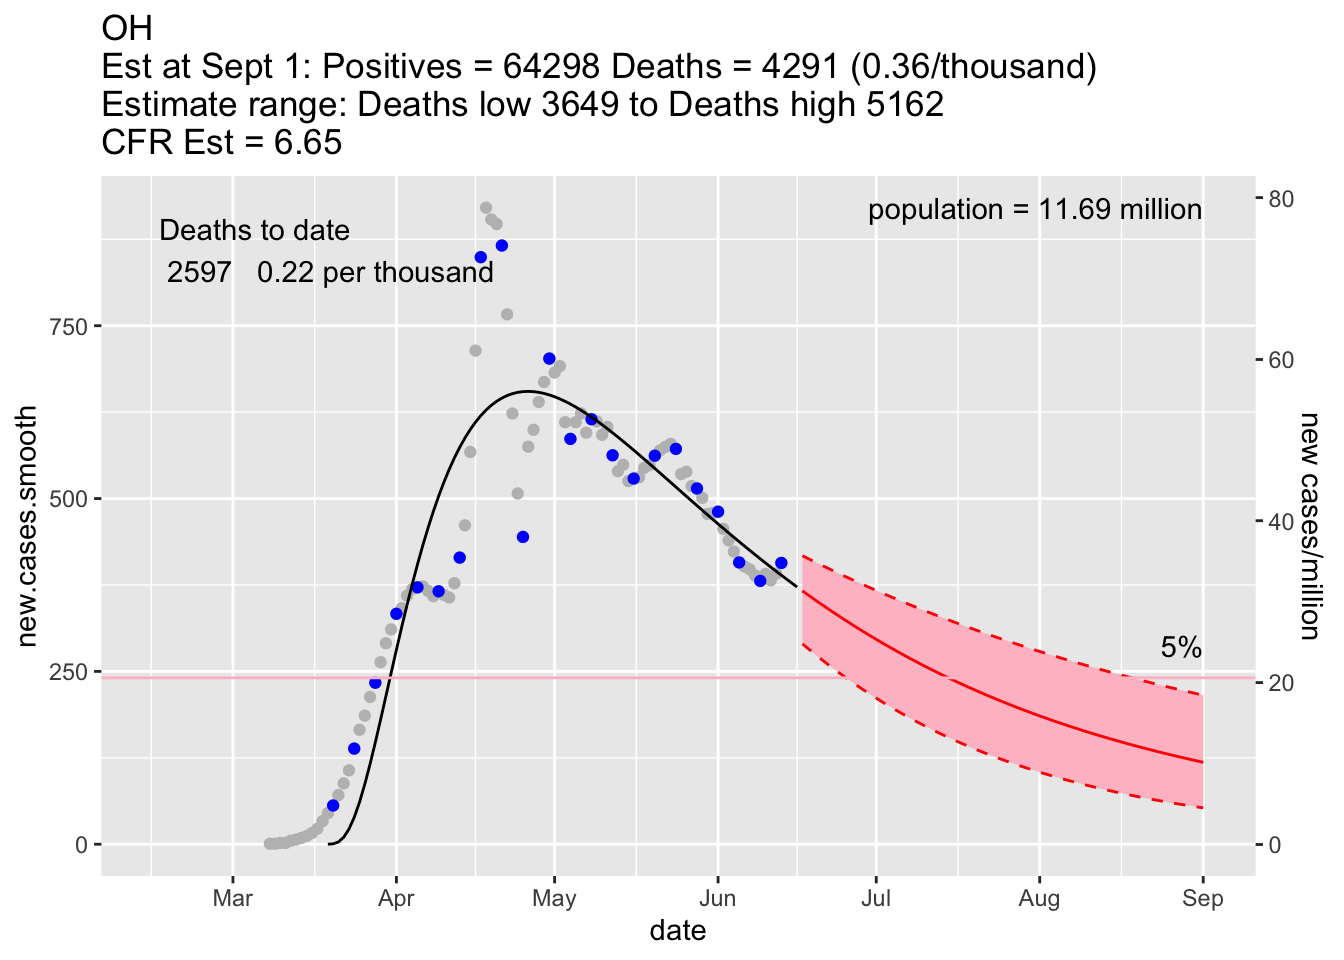 OH
Est at Sept 1: Positives = 64298 Deaths = 4291 (0.36/thousand)
Estimate range: Deaths low 3649 to Deaths high 5162
CFR Est = 6.65
Deaths to date
2597 0.22 per thousand
population = 11.69 million
5%
new.cases.smooth
750
500
250
0
80
60
40
20
0
new cases/million
Mar Apr May Jun Jul Aug Sep
date